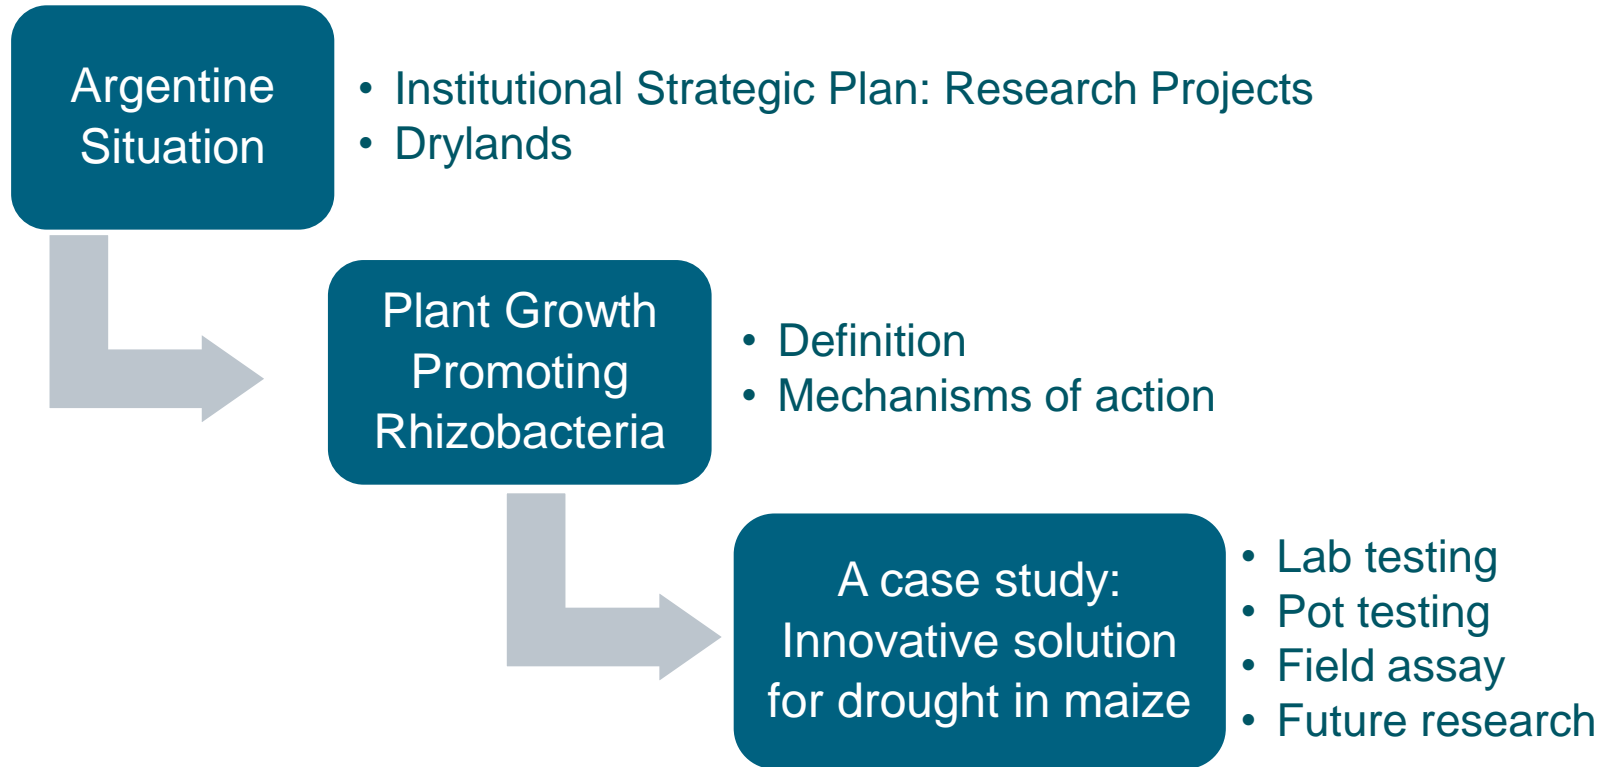 Argentine
Situation
• Institutional Strategic Plan: Research Projects
• Drylands
Plant Growth
Promoting
Rhizobacteria
• Definition
• Mechanisms of action
A case study:
Innovative solution
for drought in maize
• Lab testing
• Pot testing
• Field assay
• Future research